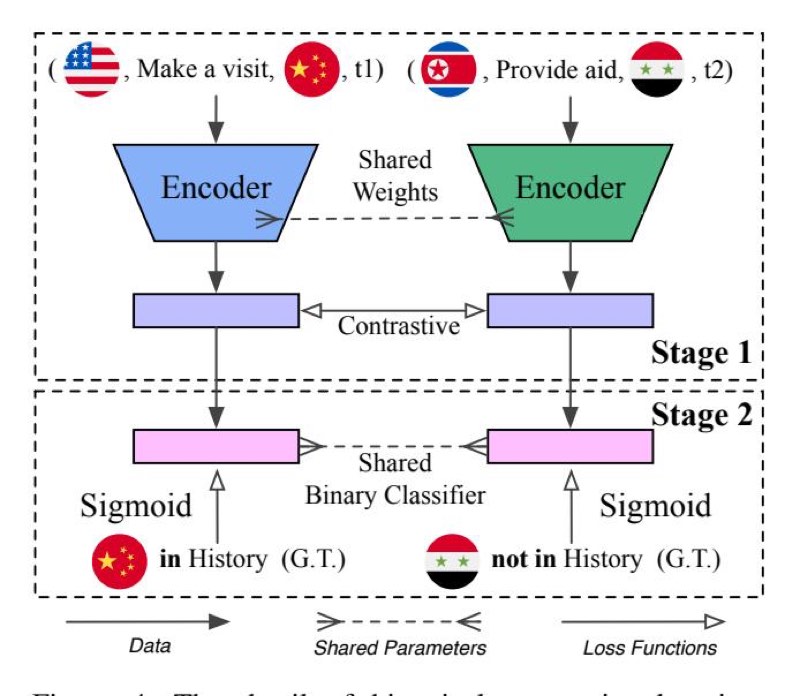 ( , Make a visit, , t1) ( , Provide aid, , t2)
Encoder
Shared
Weights
Encoder
Contrastive
Stage 1
Stage 2
Shared
Binary Classifier
Sigmoid
Sigmoid
in History (G.T.)
not in History (G.T.)
Data
Shared Parameters
Loss Functions